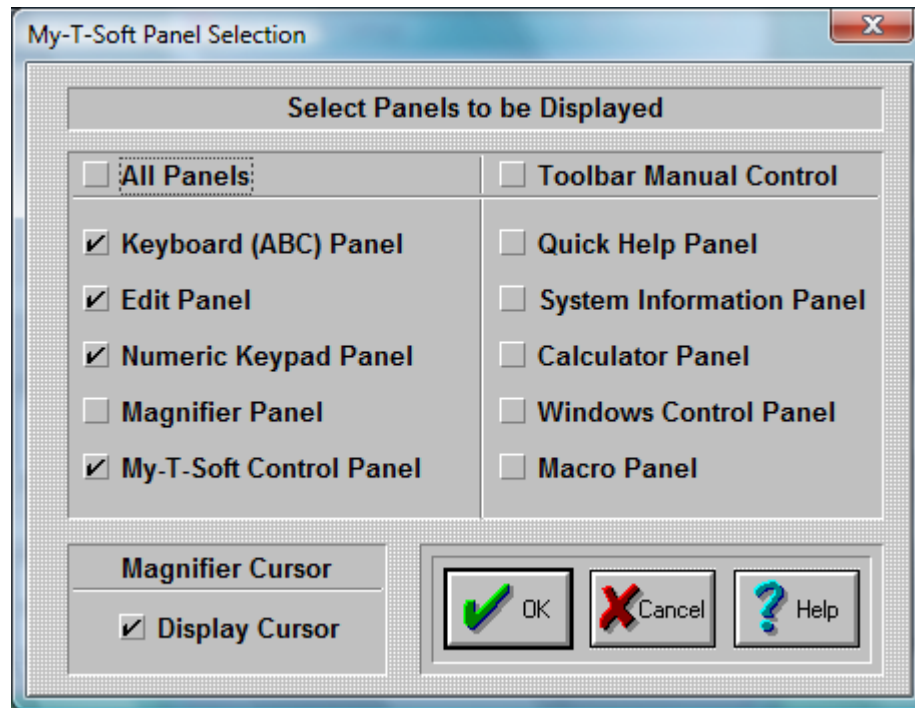 My-T-Soft Panel Selection
Select Panels to be Displayed
All Panels
Toolbar Manual Control
Keyboard (ABC) Panel
Quick Help Panel
Edit Panel
System Information Panel
Numeric Keypad Panel
Calculator Panel
Magnifier Panel
Windows Control Panel
My-T-Soft Control Panel
Macro Panel
Magnifier Cursor
Display Cursor
OK
Cancel
Help